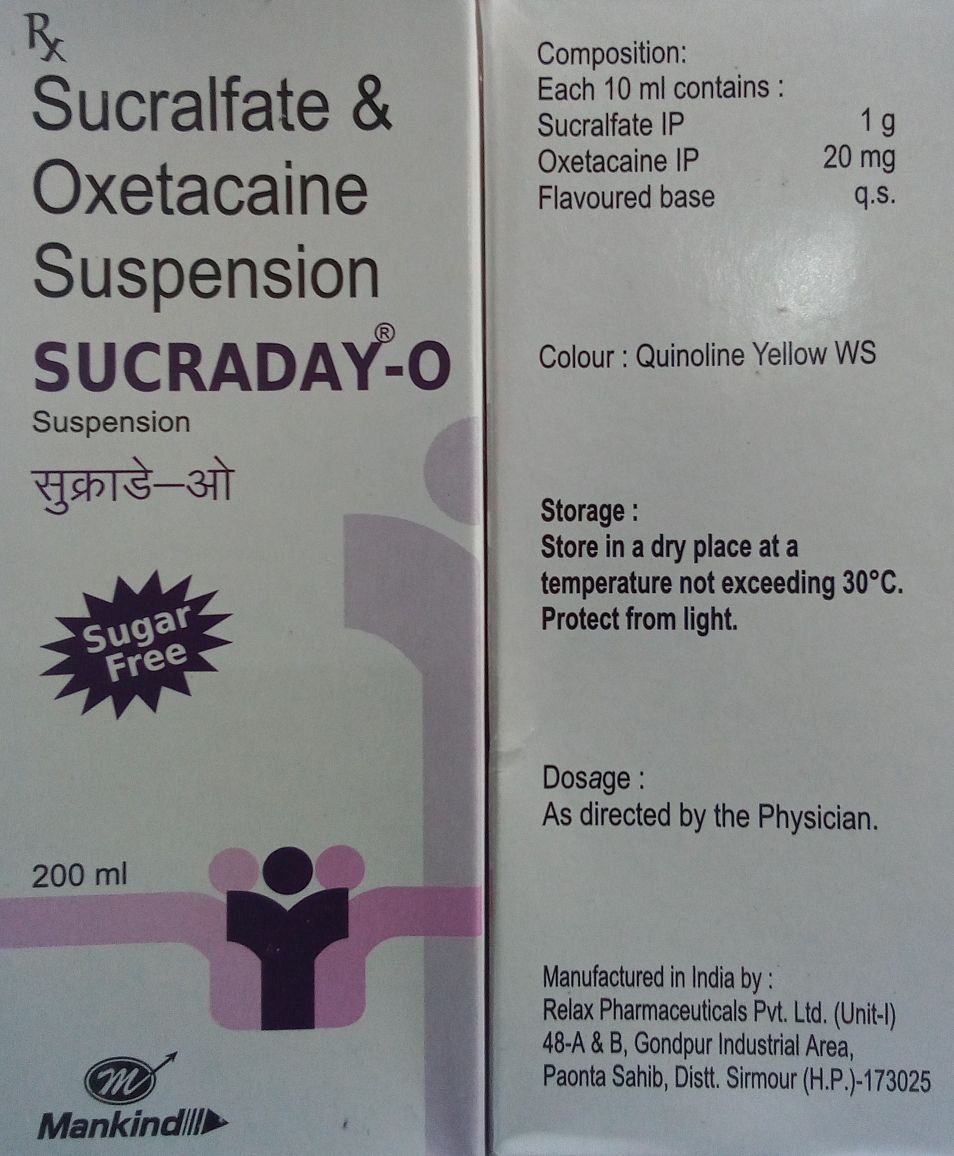 Rx
Sucralfate &
Oxetacaine
Suspension
SUCRADAY®-O
Suspension
सुक्राडे–ओ
Sugar
Free
200 ml
m
Mankind
Composition:
Each 10 ml contains :
Sucralfate IP 1 g
Oxetacaine IP 20 mg
Flavoured base q.s.
Colour : Quinoline Yellow WS
Storage :
Store in a dry place at a
temperature not exceeding 30°C.
Protect from light.
Dosage :
As directed by the Physician.
Manufactured in India by :
Relax Pharmaceuticals Pvt. Ltd. (Unit-I)
48-A & B, Gondpur Industrial Area,
Paonta Sahib, Distt. Sirmour (H.P.)-173025